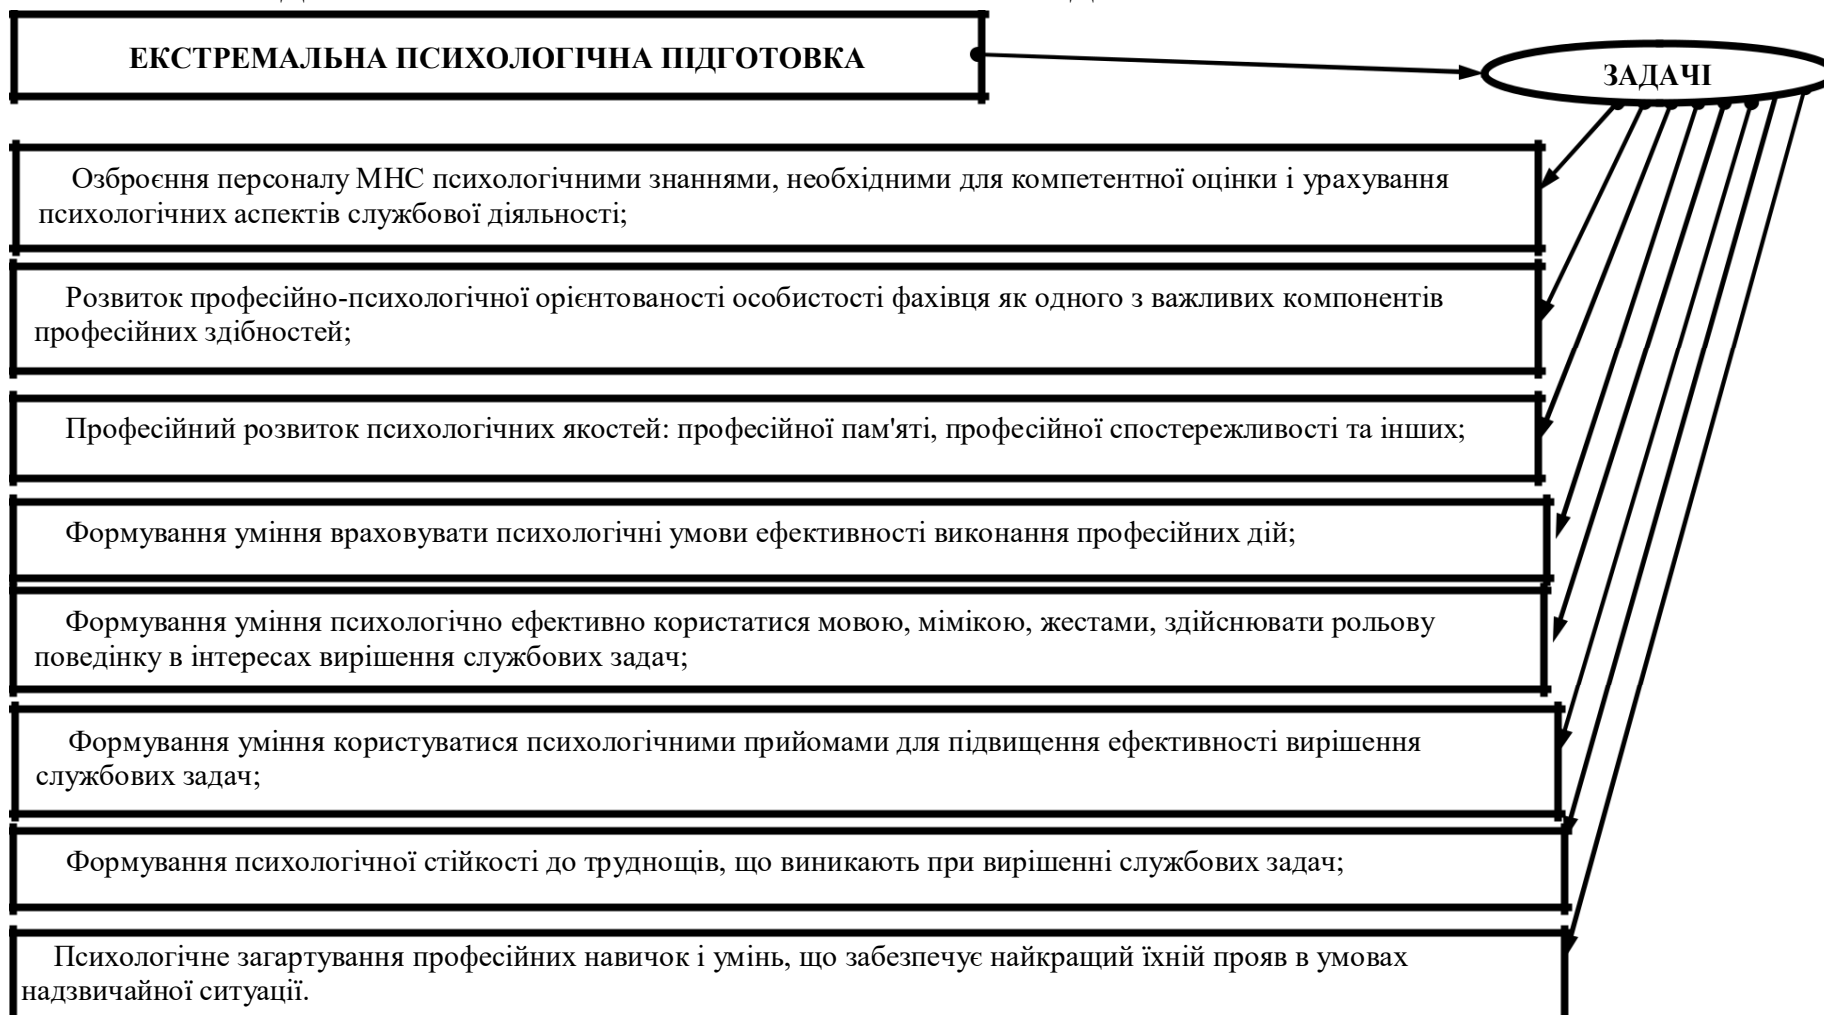 ЕКСТРЕМАЛЬНА ПСИХОЛОГІЧНА ПІДГОТОВКА
ЗАДАЧІ
Озброєння персоналу МНС психологічними знаннями, необхідними для компетентної оцінки і урахування
психологічних аспектів службової діяльності;
Розвиток професійно-психологічної орієнтованості особистості фахівця як одного з важливих компонентів
професійних здібностей;
Професійний розвиток психологічних якостей: професійної пам'яті, професійної спостережливості та інших;
Формування уміння враховувати психологічні умови ефективності виконання професійних дій;
Формування уміння психологічно ефективно користатися мовою, мімікою, жестами, здійснювати рольову
поведінку в інтересах вирішення службових задач;
Формування уміння користуватися психологічними прийомами для підвищення ефективності вирішення
службових задач;
Формування психологічної стійкості до труднощів, що виникають при вирішенні службових задач;
Психологічне загартування професійних навичок і умінь, що забезпечує найкращий їхній прояв в умовах
надзвичайної ситуації.